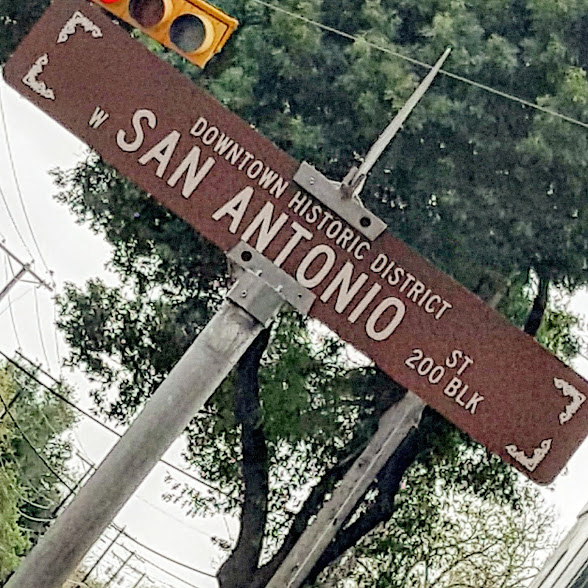 DOWNTOWN HISTORIC DISTRICT
W SAN ANTONIO ST
200 BLK